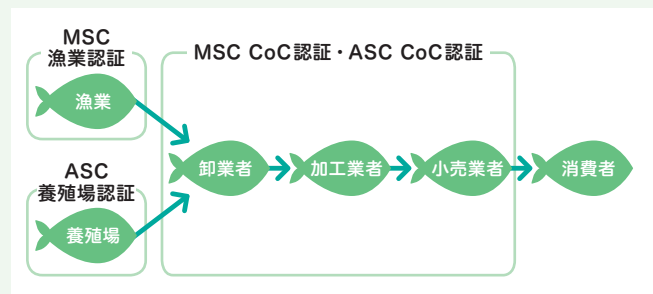 MSC
漁業認証
漁業
MSC CoC認証・ASC CoC認証
ASC
養殖場認証
養殖場
卸業者
加工業者
小売業者
消費者